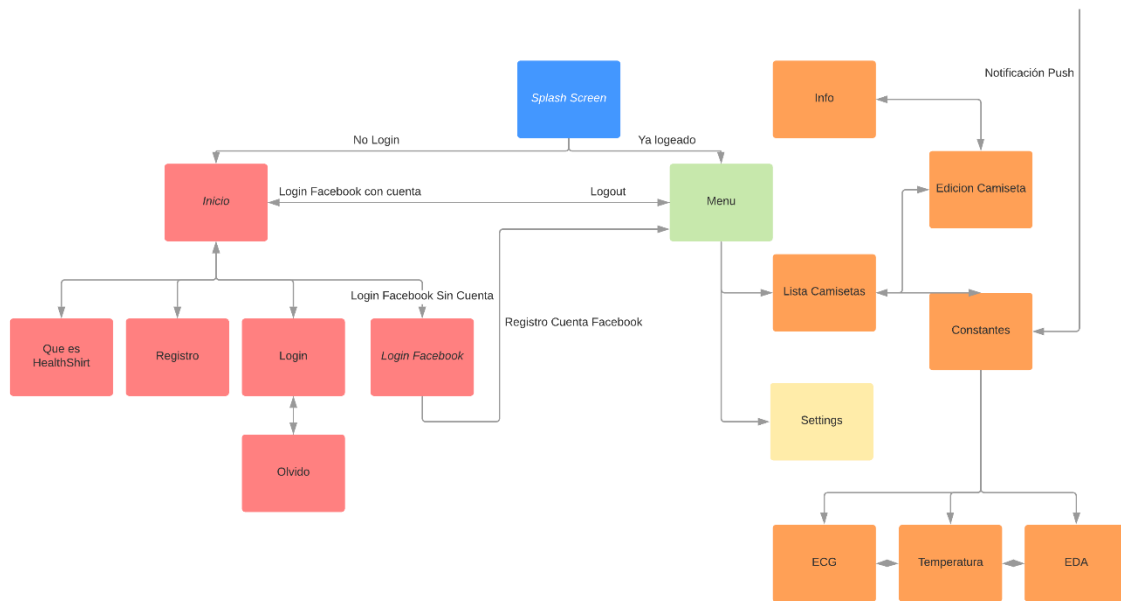 Notificación Push
Splash Screen
Info
No Login
Ya logeado
Inicio
Login Facebook con cuenta
Logout
Menu
Edicion Camiseta
Lista Camisetas
Login Facebook Sin Cuenta
Registro Cuenta Facebook
Constantes
Que es
HealthShirt
Registro
Login
Login Facebook
Settings
Olvido
ECG
Temperatura
EDA